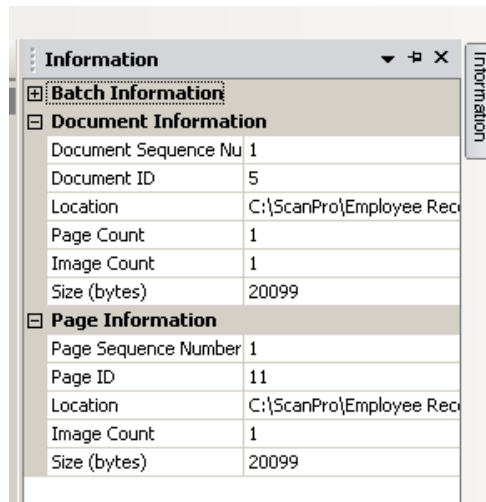 Information
Batch Information
Document Information
Document Sequence Nu 1
Document ID 5
Location C:\ScanPro\Employee Rec
Page Count 1
Image Count 1
Size (bytes) 20099
Page Information
Page Sequence Number 1
Page ID 11
Location C:\ScanPro\Employee Rec
Image Count 1
Size (bytes) 20099
Information